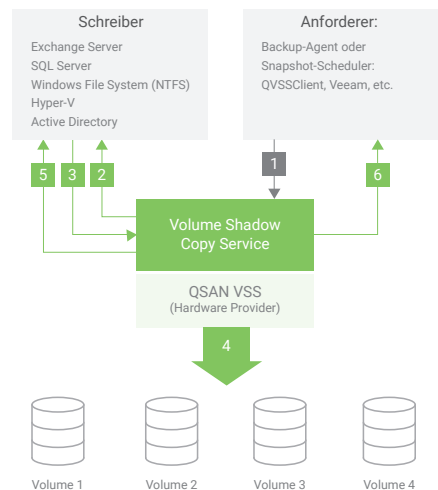 Schreiber
Exchange Server
SQL Server
Windows File System (NTFS)
Hyper-V
Active Directory
Anforderer:
Backup-Agent oder
Snapshot-Scheduler:
QVSSClient, Veeam, etc.
5
3
2
1
6
Volume Shadow
Copy Service
QSAN VSS
(Hardware Provider)
4
Volume 1
Volume 2
Volume 3
Volume 4